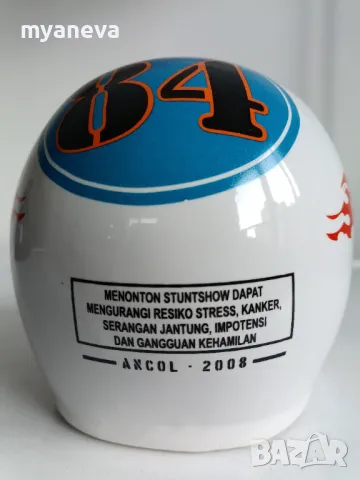 myaneva
84
MENONTON STUNTSHOW DAPAT
MENGURANGI RESIKO STRESS, KANKER,
SERANGAN JANTUNG, IMPOTENSI
DAN GANGGUAN KEHAMILAN
ANCOL - 2008
BAZAR